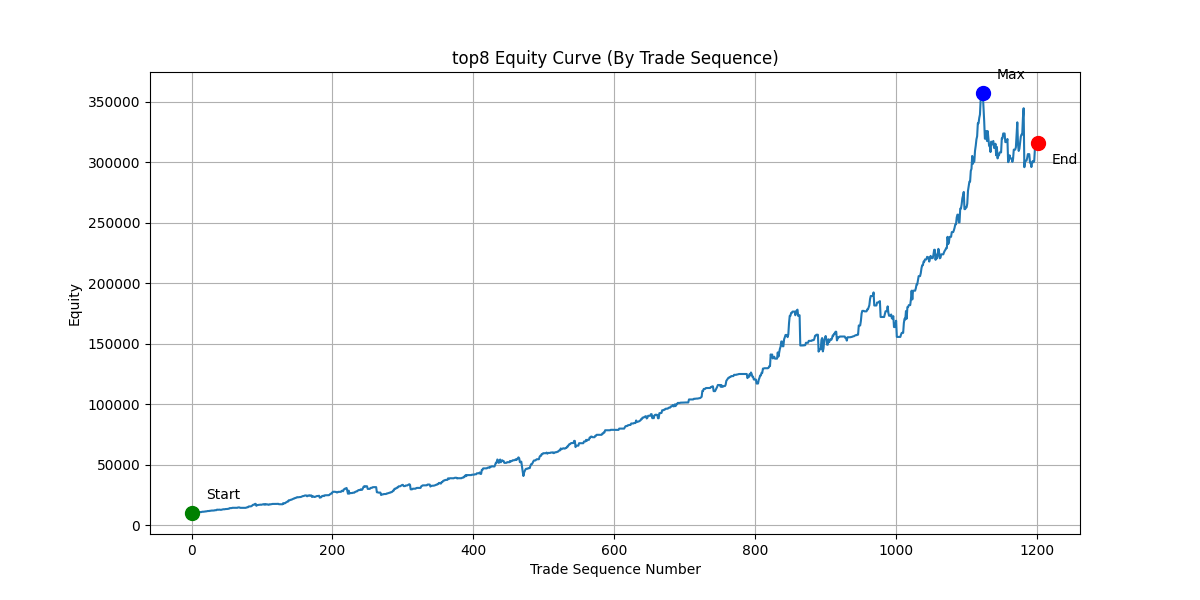 top8 Equity Curve (By Trade Sequence)
Max
350000
End
300000
250000
200000
Equity
150000
100000
50000
Start
0
0 200 400 600 800 1000 1200
Trade Sequence Number